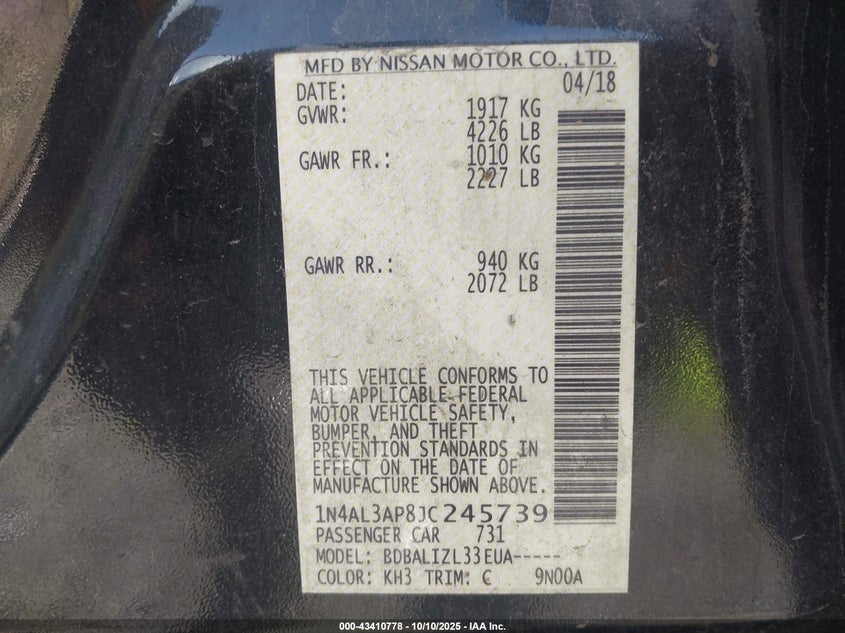 MFD BY NISSAN MOTOR CO., LTD.
DATE: 04/18
GVWR: 1917 KG
4226 LB
GAWR FR.: 1010 KG
2227 LB
GAWR RR.: 940 KG
2072 LB
THIS VEHICLE CONFORMS TO
ALL APPLICABLE FEDERAL
MOTOR VEHICLE SAFETY,
BUMPER, AND THEFT
PREVENTION STANDARDS IN
EFFECT ON THE DATE OF
MANUFACTURE SHOWN ABOVE.
1N4AL3AP8JC245739
PASSENGER CAR 731
MODEL: BDBALIZL33EUA-----
COLOR: KH3 TRIM: C 9N00A
000-43410778 - 10/10/2025 - IAA Inc.